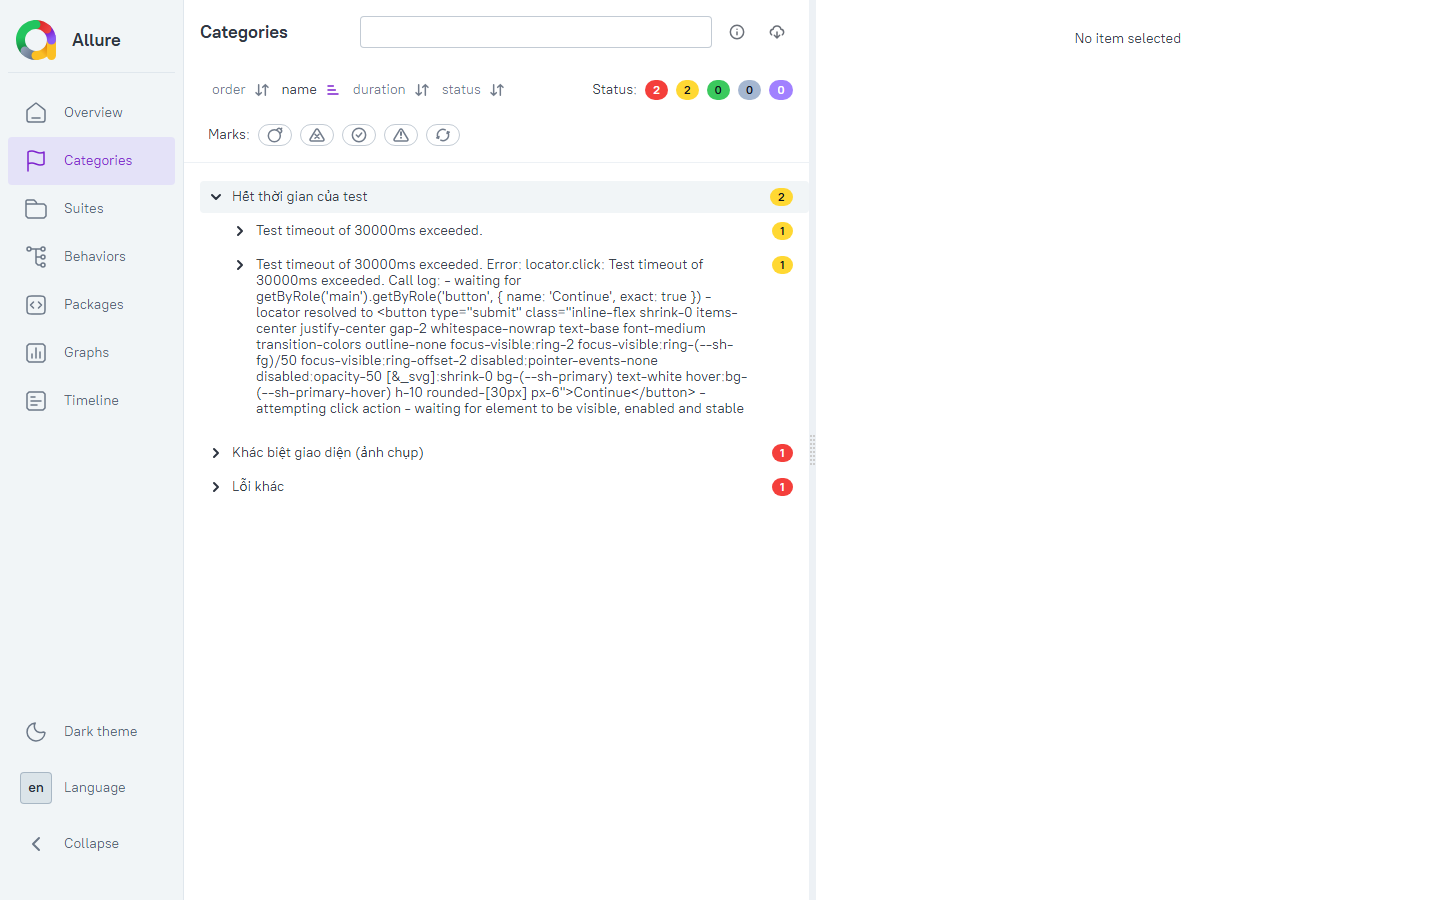 Allure
Overview
Categories
Suites
Behaviors
Packages
Graphs
Timeline
Dark theme
en Language
Collapse
Categories
order name duration status
Status: 2 2 0 0 0
Marks:
Hết thời gian của test 2
Test timeout of 30000ms exceeded. 1
Test timeout of 30000ms exceeded. Error: locator.click: Test timeout of 1
30000ms exceeded. Call log: - waiting for
getByRole('main').getByRole('button', { name: 'Continue', exact: true }) -
locator resolved to <button type="submit" class="inline-flex shrink-0 items-
center justify-center gap-2 whitespace-nowrap text-base font-medium
transition-colors outline-none focus-visible:ring-2 focus-visible:ring-(--sh-
fg)/50 focus-visible:ring-offset-2 disabled:pointer-events-none
disabled:opacity-50 [&_svg]:shrink-0 bg-(--sh-primary) text-white hover:bg-
(--sh-primary-hover) h-10 rounded-[30px] px-6">Continue</button> -
attempting click action - waiting for element to be visible, enabled and stable
Khác biệt giao diện (ảnh chụp) 1
Lỗi khác 1
No item selected